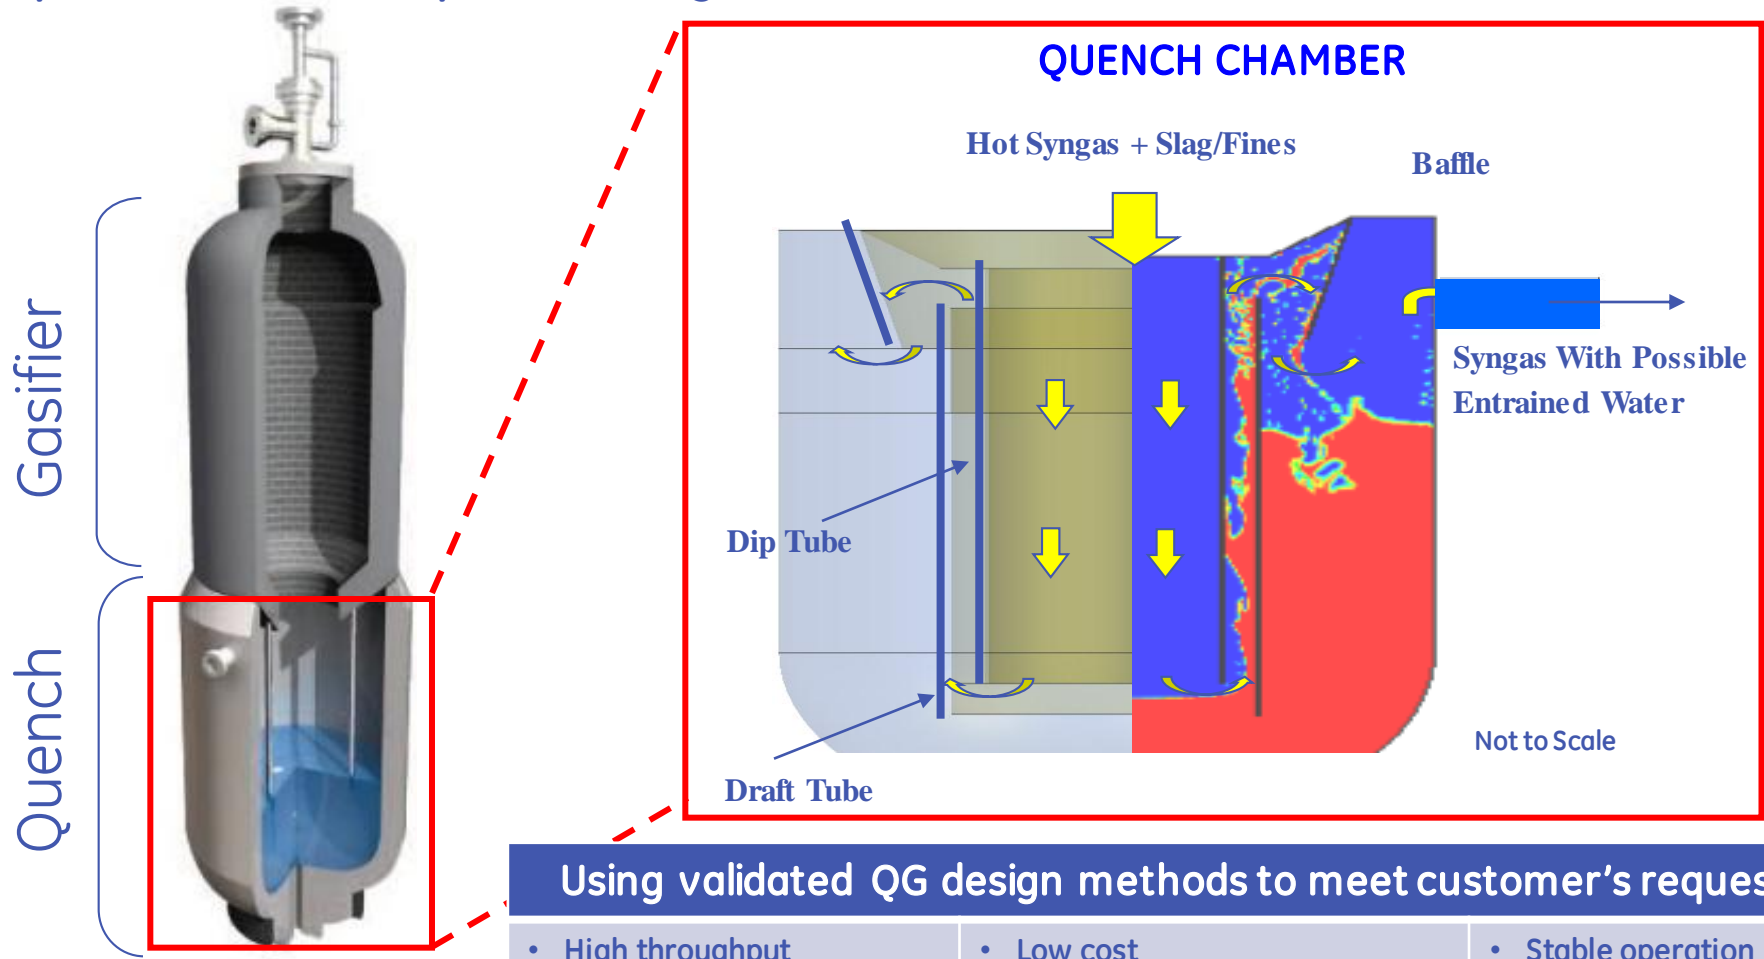 QUENCH CHAMBER
Hot Syngas + Slag/Fines
Baffle
Gasifier
Syngas With Possible
Entrained Water
Dip Tube
Quench
Not to Scale
Draft Tube
Using validated QG design methods to meet customer's reques
• High throughput
• Low cost
• Stable operation